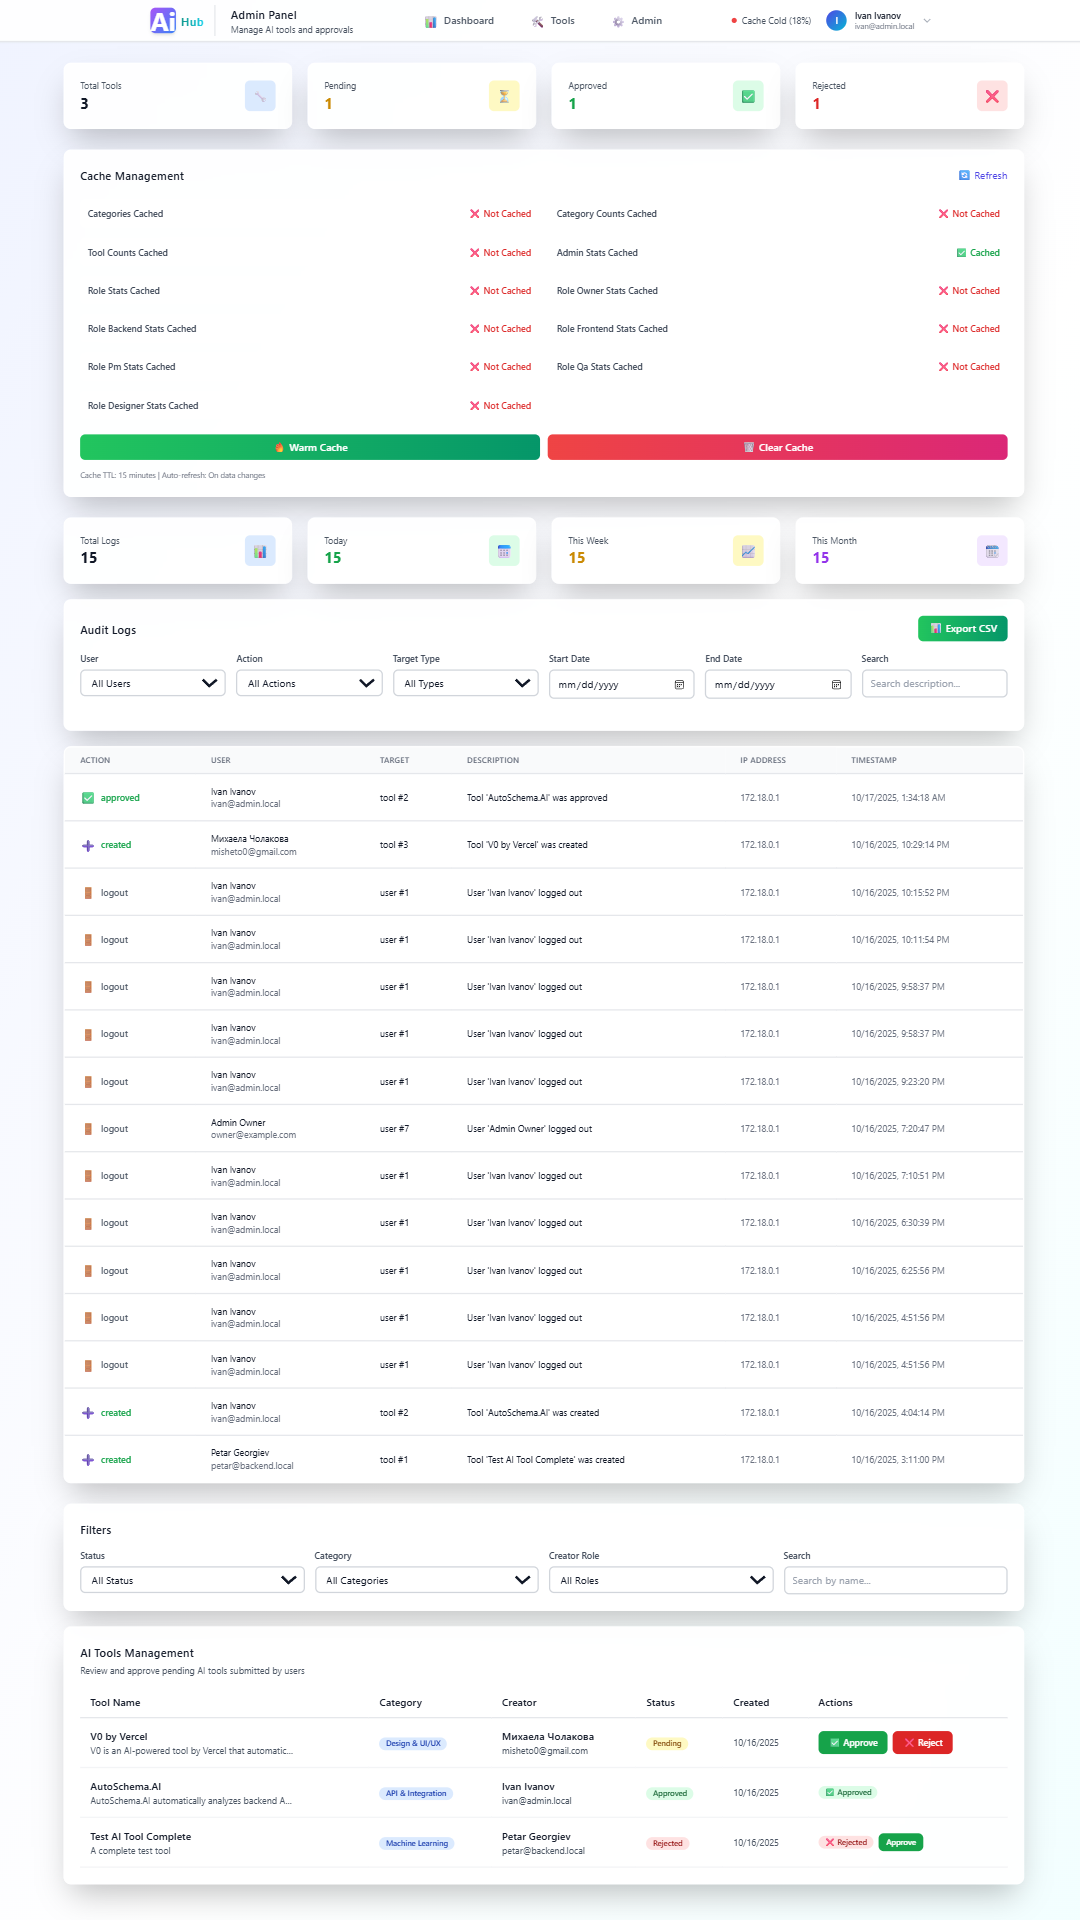 Ai Hub
Admin Panel
Manage AI tools and approvals
Dashboard
Tools
Admin
Cache Cold (18%)
I
Ivan Ivanov
ivan@admin.local
Total Tools
3
Pending
1
Approved
1
Rejected
1
Cache Management
Refresh
Categories Cached
Not Cached
Category Counts Cached
Not Cached
Tool Counts Cached
Not Cached
Admin Stats Cached
Cached
Role Stats Cached
Not Cached
Role Owner Stats Cached
Not Cached
Role Backend Stats Cached
Not Cached
Role Frontend Stats Cached
Not Cached
Role Pm Stats Cached
Not Cached
Role Qa Stats Cached
Not Cached
Role Designer Stats Cached
Not Cached
Warm Cache
Clear Cache
Cache TTL: 15 minutes | Auto-refresh: On data changes
Total Logs
15
Today
15
This Week
15
This Month
15
Audit Logs
Export CSV
User
Action
Target Type
Start Date
End Date
Search
All Users
All Actions
All Types
mm/dd/yyyy
mm/dd/yyyy
Search description...
ACTION USER TARGET DESCRIPTION IP ADDRESS TIMESTAMP
approved Ivan Ivanov tool #2 Tool 'AutoSchema.AI' was approved 172.18.0.1 10/17/2025, 1:34:18 AM
ivan@admin.local
created Михаела Чолакова tool #3 Tool 'V0 by Vercel' was created 172.18.0.1 10/16/2025, 10:29:14 PM
misheto0@gmail.com
logout Ivan Ivanov user #1 User 'Ivan Ivanov' logged out 172.18.0.1 10/16/2025, 10:15:52 PM
ivan@admin.local
logout Ivan Ivanov user #1 User 'Ivan Ivanov' logged out 172.18.0.1 10/16/2025, 10:11:54 PM
ivan@admin.local
logout Ivan Ivanov user #1 User 'Ivan Ivanov' logged out 172.18.0.1 10/16/2025, 9:58:37 PM
ivan@admin.local
logout Ivan Ivanov user #1 User 'Ivan Ivanov' logged out 172.18.0.1 10/16/2025, 9:58:37 PM
ivan@admin.local
logout Ivan Ivanov user #1 User 'Ivan Ivanov' logged out 172.18.0.1 10/16/2025, 9:23:20 PM
ivan@admin.local
logout Admin Owner user #7 User 'Admin Owner' logged out 172.18.0.1 10/16/2025, 7:20:47 PM
owner@example.com
logout Ivan Ivanov user #1 User 'Ivan Ivanov' logged out 172.18.0.1 10/16/2025, 7:10:51 PM
ivan@admin.local
logout Ivan Ivanov user #1 User 'Ivan Ivanov' logged out 172.18.0.1 10/16/2025, 6:30:39 PM
ivan@admin.local
logout Ivan Ivanov user #1 User 'Ivan Ivanov' logged out 172.18.0.1 10/16/2025, 6:25:56 PM
ivan@admin.local
logout Ivan Ivanov user #1 User 'Ivan Ivanov' logged out 172.18.0.1 10/16/2025, 4:51:56 PM
ivan@admin.local
logout Ivan Ivanov user #1 User 'Ivan Ivanov' logged out 172.18.0.1 10/16/2025, 4:51:56 PM
ivan@admin.local
created Ivan Ivanov tool #2 Tool 'AutoSchema.AI' was created 172.18.0.1 10/16/2025, 4:04:14 PM
ivan@admin.local
created Petar Georgiev tool #1 Tool 'Test AI Tool Complete' was created 172.18.0.1 10/16/2025, 3:11:00 PM
petar@backend.local
Filters
Status
Category
Creator Role
Search
All Status
All Categories
All Roles
Search by name...
AI Tools Management
Review and approve pending AI tools submitted by users
Tool Name Category Creator Status Created Actions
V0 by Vercel Design & UI/UX Михаела Чолакова Pending 10/16/2025 Approve Reject
V0 is an AI-powered tool by Vercel that automatic... misheto0@gmail.com
AutoSchema.AI API & Integration Ivan Ivanov Approved 10/16/2025 Approved
AutoSchema.AI automatically analyzes backend A... ivan@admin.local
Test AI Tool Complete Machine Learning Petar Georgiev Rejected 10/16/2025 Rejected Approve
A complete test tool petar@backend.local